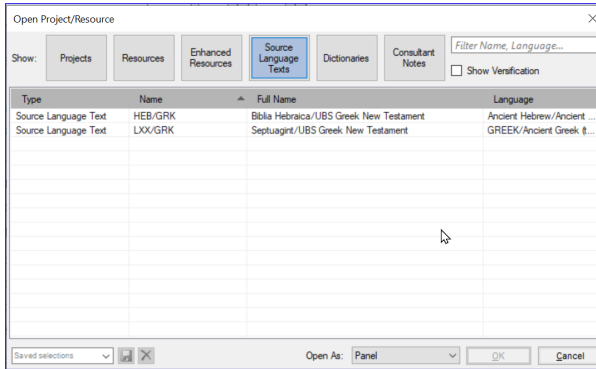 Open Project/Resource
Show: Projects Resources Enhanced Resources Source Language Texts Dictionaries Consultant Notes Filter Name, Language...
Show Versification
Type Name Full Name Language
Source Language Text HEB/GRK Biblia Hebraica/UBS Greek New Testament Ancient Hebrew/Ancient ...
Source Language Text LXX/GRK Septuagint/UBS Greek New Testament GREEK/Ancient Greek (t...
Saved selections Open As: Panel OK Cancel